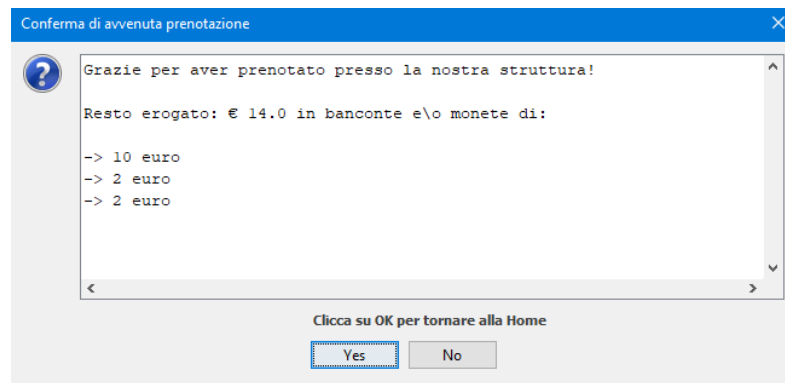 Conferma di avvenuta prenotazione
Grazie per aver prenotato presso la nostra struttura!
Resto erogato: € 14.0 in banconte e\o monete di:
-> 10 euro
-> 2 euro
-> 2 euro
Clicca su OK per tornare alla Home
Yes No